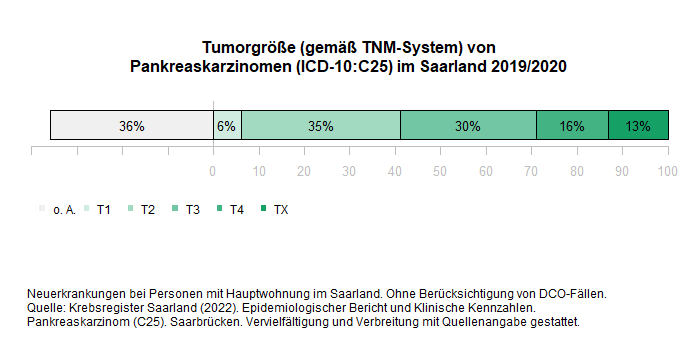 Tumorgröße (gemäß TNM-System) von
Pankreaskarzinomen (ICD-10:C25) im Saarland 2019/2020
36% 6% 35% 30% 16% 13%
0 10 20 30 40 50 60 70 80 90 100
o. A. T1 T2 T3 T4 TX
Neuerkrankungen bei Personen mit Hauptwohnung im Saarland. Ohne Berücksichtigung von DCO-Fällen.
Quelle: Krebsregister Saarland (2022). Epidemiologischer Bericht und Klinische Kennzahlen.
Pankreaskarzinom (C25). Saarbrücken. Vervielfältigung und Verbreitung mit Quellenangabe gestattet.